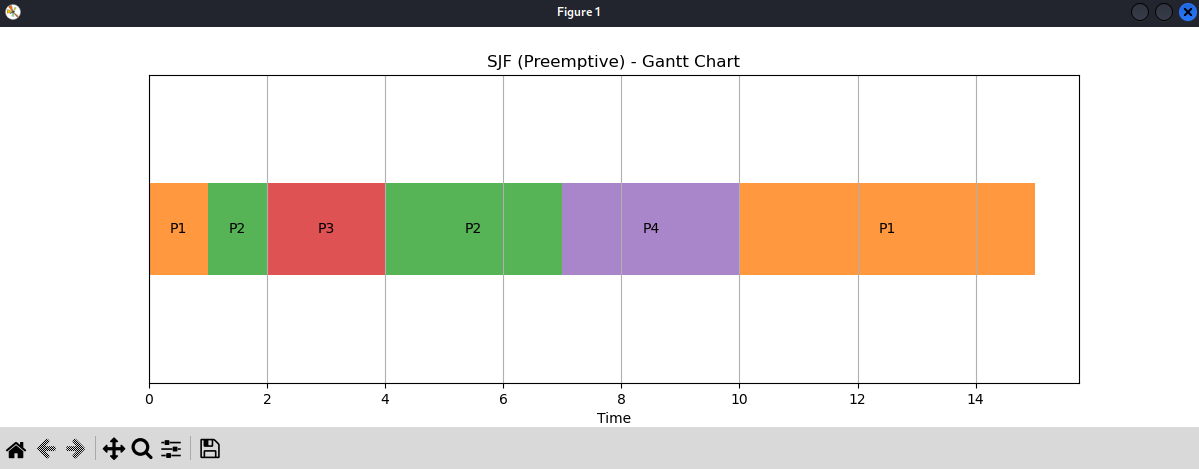 Figure 1
SJF (Preemptive) - Gantt Chart
P1 P2 P3 P2 P4 P1
0 2 4 6 8 10 12 14
Time